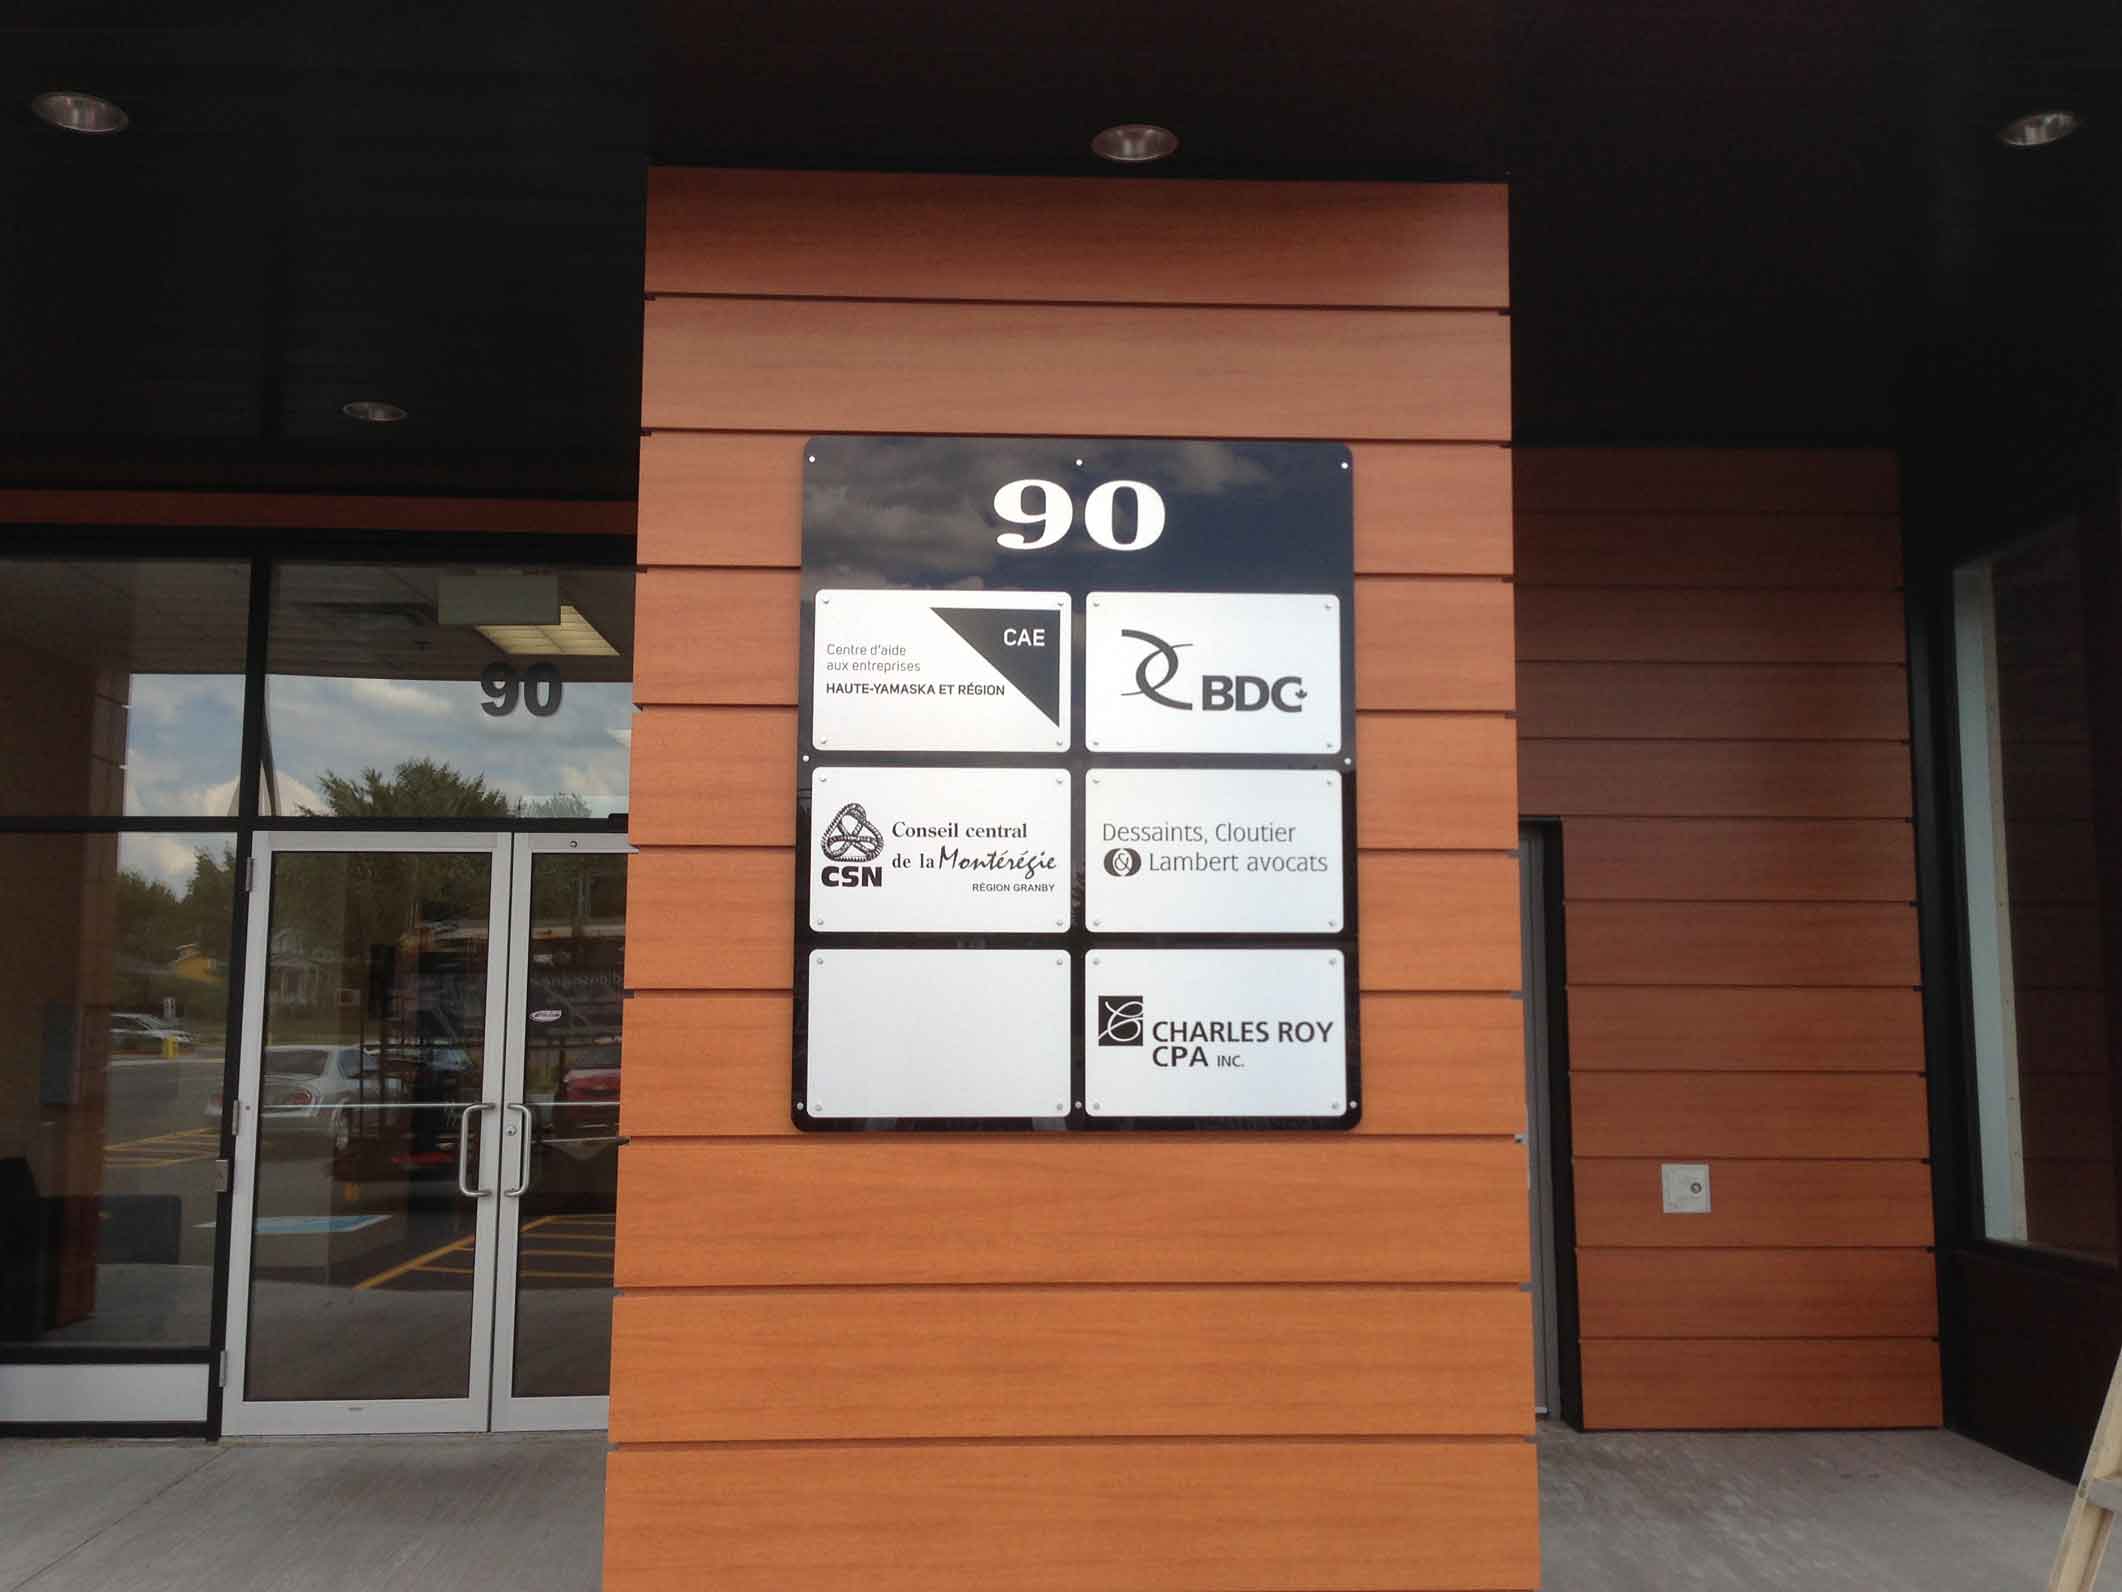 90
90
CAE
Centre d'aide
aux entreprises
HAUTE-YAMASKA ET RÉGION
BDC
CSN
Conseil central
de la Montérégie
RÉGION GRANBY
Dessaints, Cloutier
& Lambert avocats
CHARLES ROY
CPA INC.